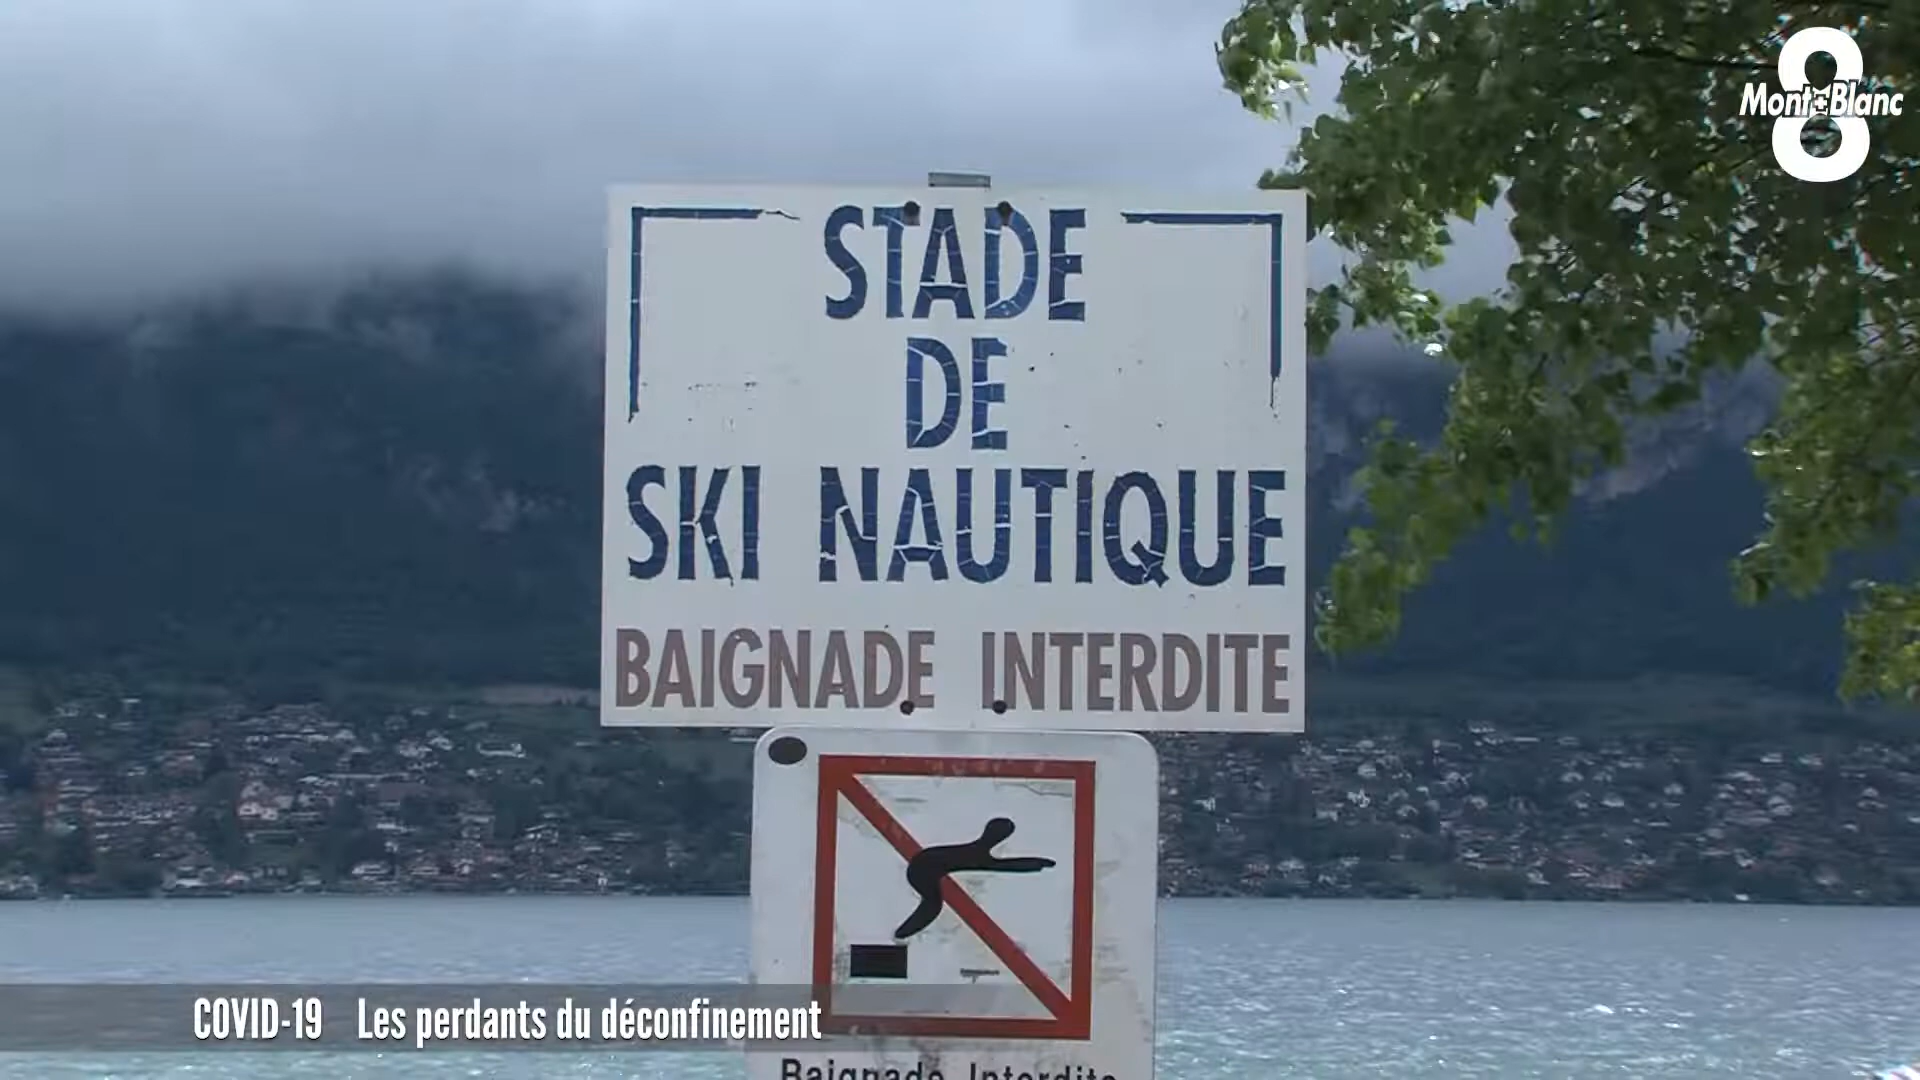 8
Mont-Blanc
STADE
DE
SKI NAUTIQUE
BAIGNADE INTERDITE
COVID-19 Les perdants du déconfinement
Baignade Interdite